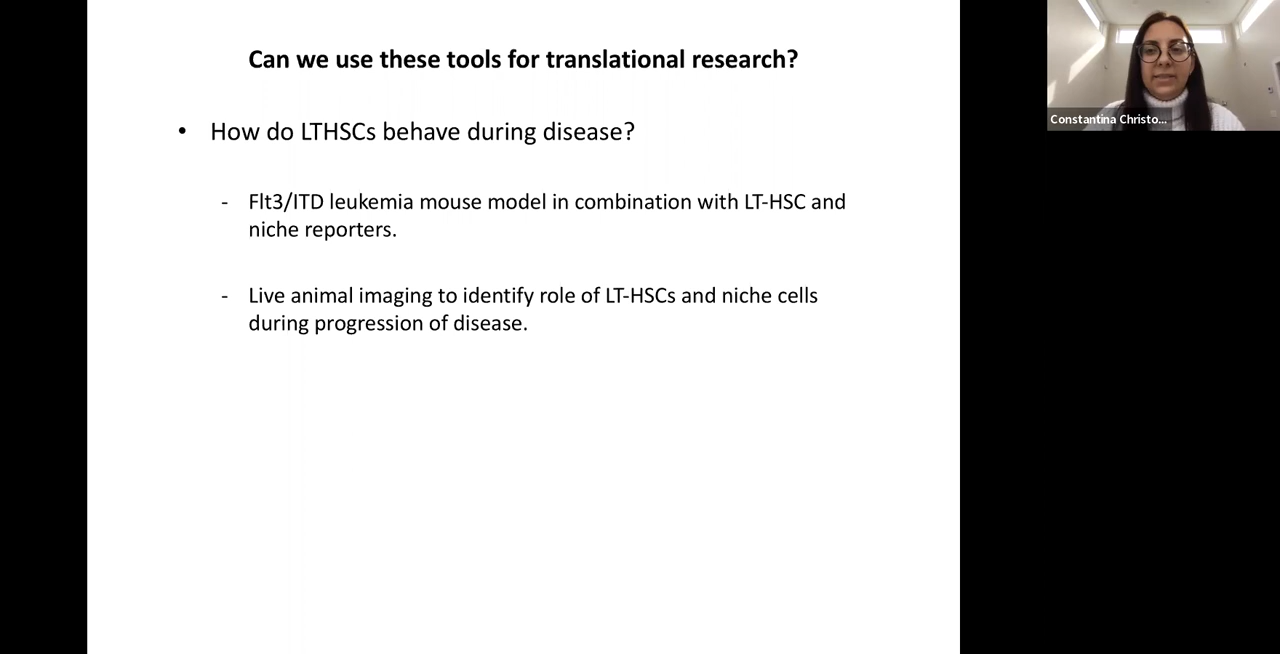 Can we use these tools for translational research?
• How do LTHSCs behave during disease?
- Flt3/ITD leukemia mouse model in combination with LT-HSC and
niche reporters.
- Live animal imaging to identify role of LT-HSCs and niche cells
during progression of disease.
Constantina Christo...